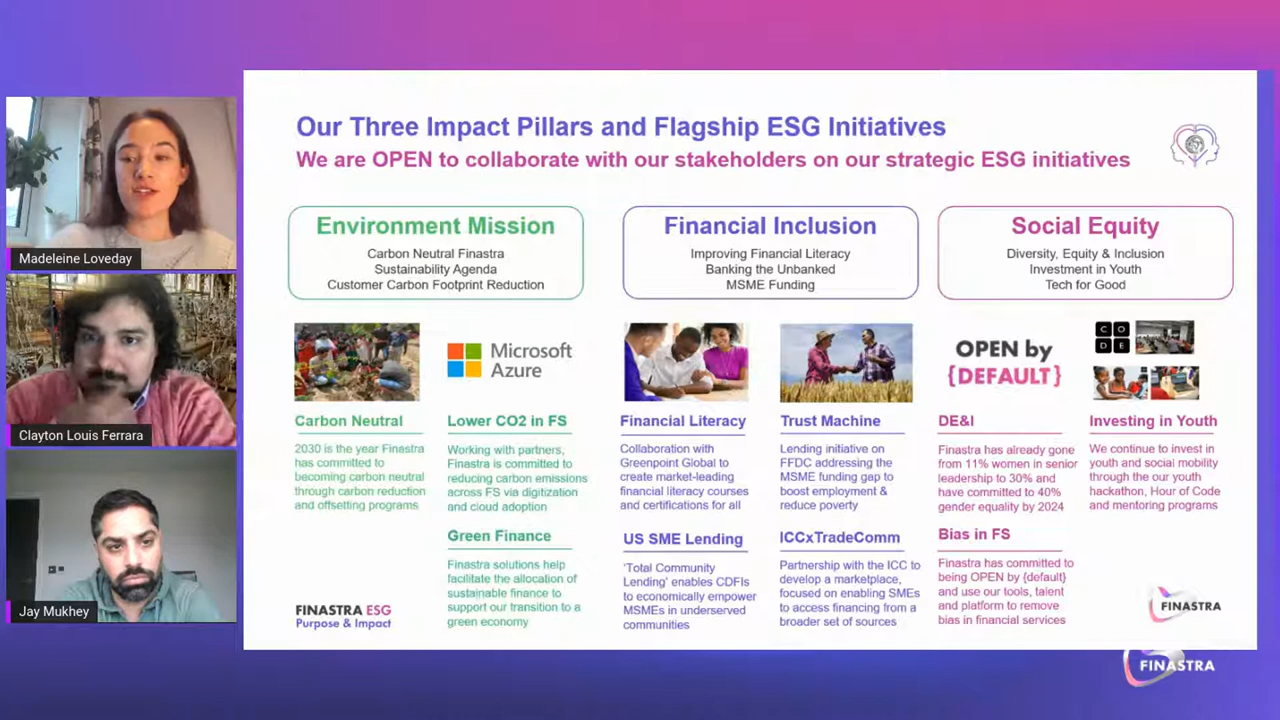 Our Three Impact Pillars and Flagship ESG Initiatives
We are OPEN to collaborate with our stakeholders on our strategic ESG initiatives
Madeleine Loveday
Clayton Louis Ferrara
Jay Mukhey
Environment Mission
Carbon Neutral Finastra
Sustainability Agenda
Customer Carbon Footprint Reduction
Financial Inclusion
Improving Financial Literacy
Banking the Unbanked
MSME Funding
Social Equity
Diversity, Equity & Inclusion
Investment in Youth
Tech for Good
Microsoft
Azure
OPEN by
{DEFAULT}
C O
D E
Carbon Neutral
2030 is the year Finastra
has committed to
becoming carbon neutral
through carbon reduction
and offsetting programs
Lower CO2 in FS
Working with partners,
Finastra is committed to
reducing carbon emissions
across FS via digitization
and cloud adoption
Green Finance
Finastra solutions help
facilitate the allocation of
sustainable finance to
support our transition to a
green economy
Financial Literacy
Collaboration with
Greenpoint Global to
create market-leading
financial literacy courses
and certifications for all
US SME Lending
'Total Community
Lending' enables CDFIs
to economically empower
MSMEs in underserved
communities
Trust Machine
Lending initiative on
FFDC addressing the
MSME funding gap to
boost employment &
reduce poverty
ICCxTradeComm
Partnership with the ICC to
develop a marketplace,
focused on enabling SMEs
to access financing from a
broader set of sources
DE&I
Finastra has already gone
from 11% women in senior
leadership to 30% and
have committed to 40%
gender equality by 2024
Bias in FS
Finastra has committed to
being OPEN by {default}
and use our tools, talent
and platform to remove
bias in financial services
Investing in Youth
We continue to invest in
youth and social mobility
through the our youth
hackathon, Hour of Code
and mentoring programs
FINASTRA ESG
Purpose & Impact
FINASTRA
FINASTRA